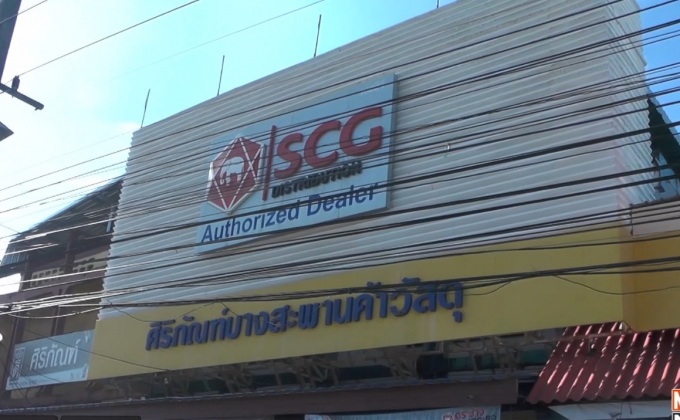 SCG
DISTRIBUTION
Authorized Dealer
ศิริภัณฑ์บางสะพานค้าวัสดุ
ศิริภัณฑ์